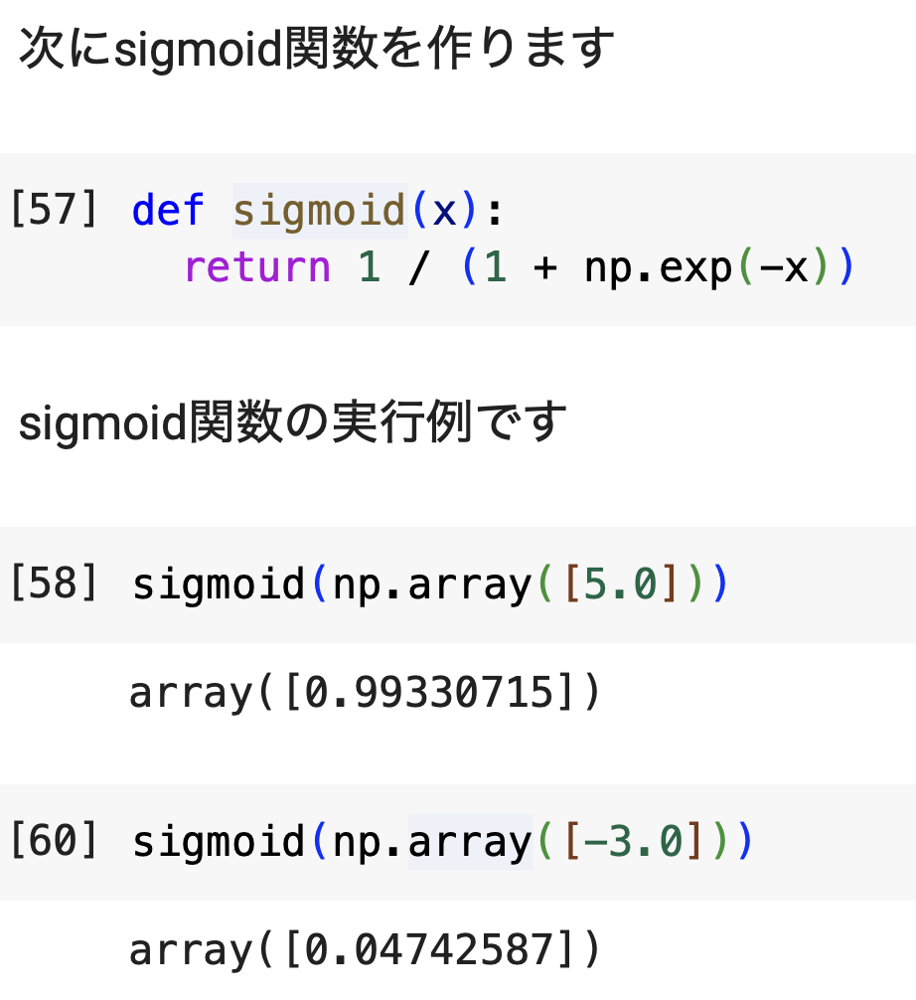 次にsigmoid関数を作ります
[57] def sigmoid(x):
return 1 / (1 + np.exp(-x))
sigmoid関数の実行例です
[58] sigmoid(np.array([5.0]))
array([0.99330715])
[60] sigmoid(np.array([-3.0]))
array([0.04742587])